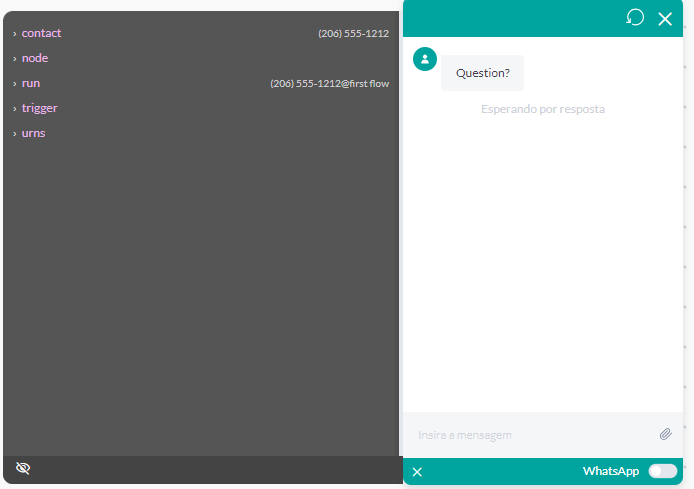 contact (206) 555-1212
node
run (206) 555-1212@first flow
trigger
urns
Question?
Esperando por resposta
Insira a mensagem
WhatsApp